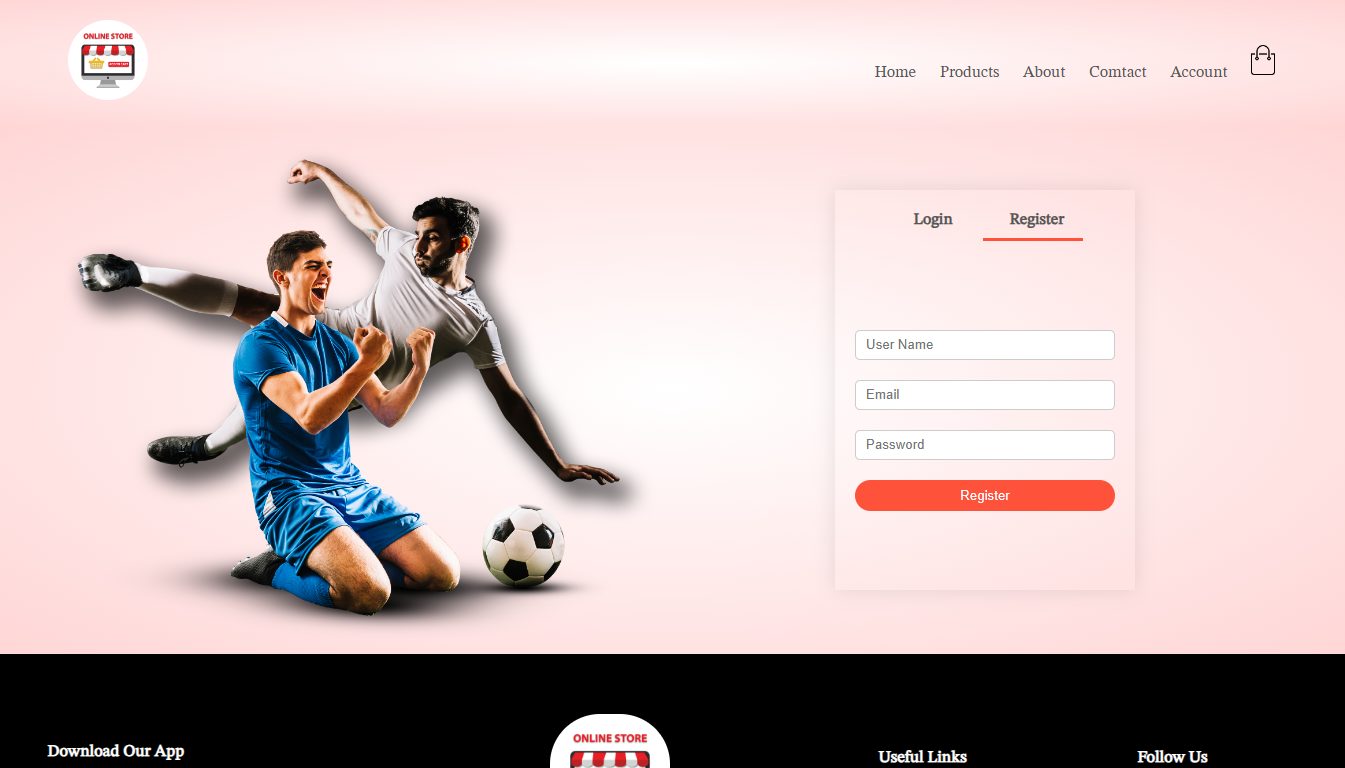 ONLINE STORE
Home Products About Comtact Account
Login Register
User Name
Email
Password
Register
Download Our App
ONLINE STORE
Useful Links
Follow Us